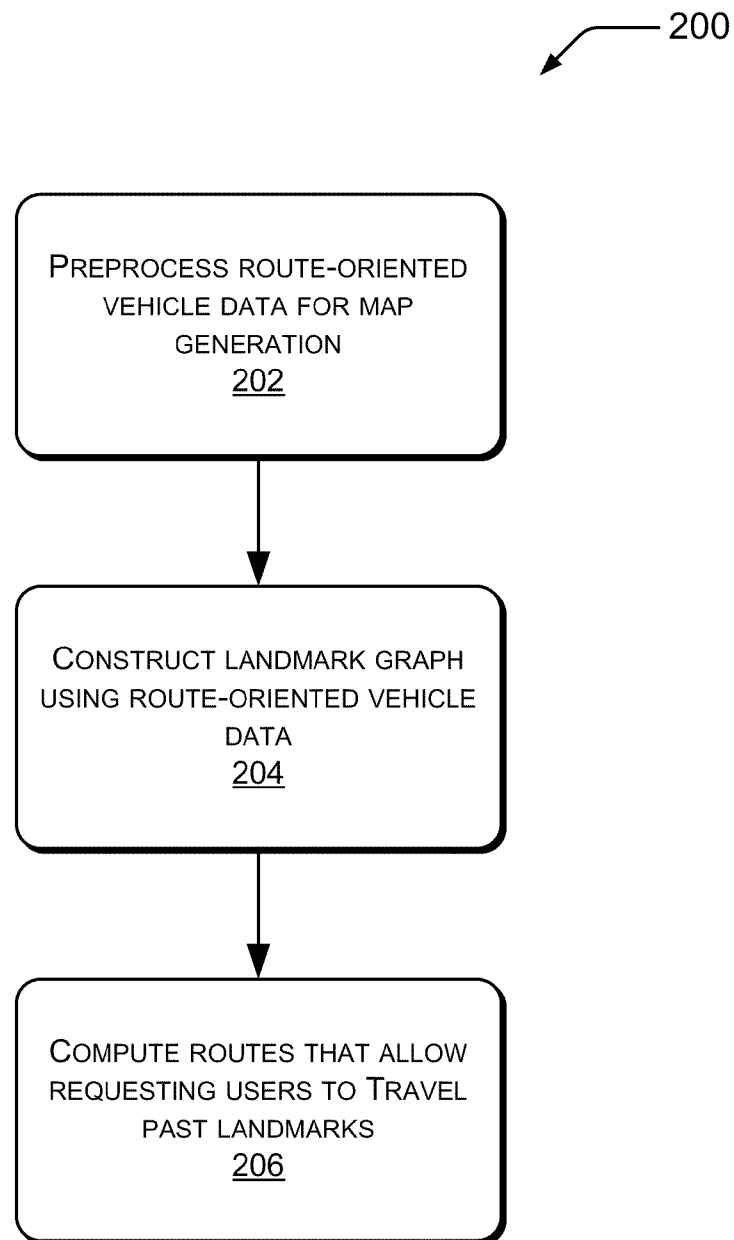 200
PREPROCESS ROUTE-ORIENTED
VEHICLE DATA FOR MAP
GENERATION
202
CONSTRUCT LANDMARK GRAPH
USING ROUTE-ORIENTED VEHICLE
DATA
204
COMPUTE ROUTES THAT ALLOW
REQUESTING USERS TO TRAVEL
PAST LANDMARKS
206